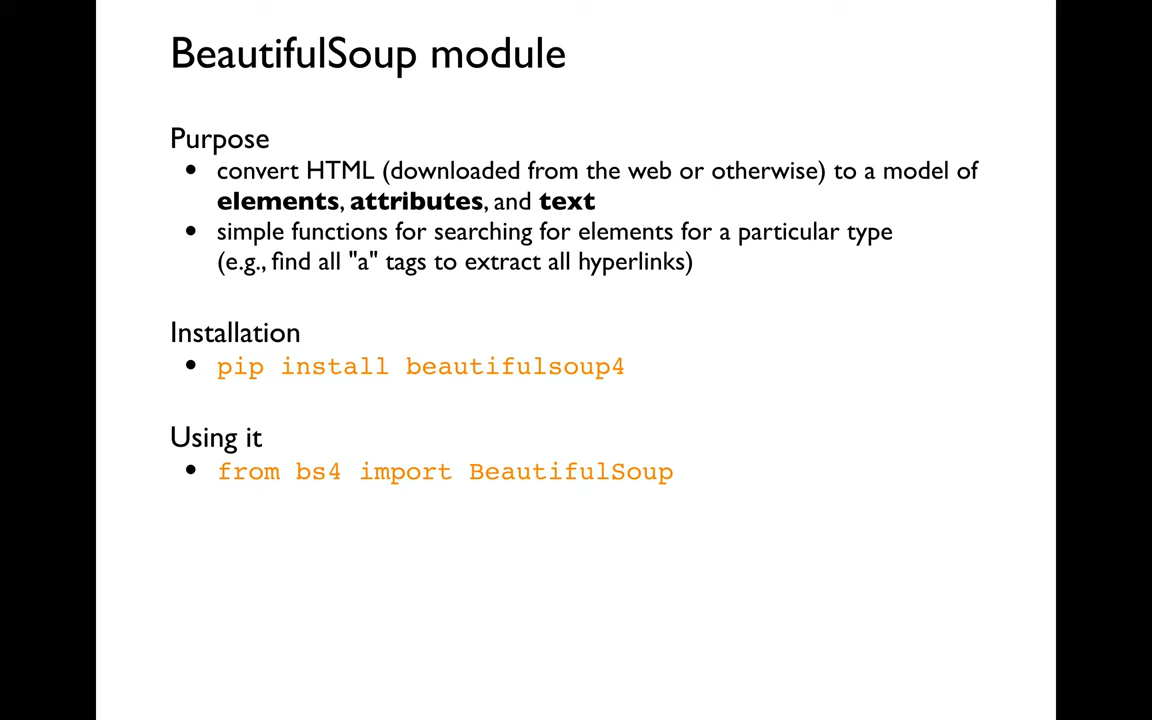 BeautifulSoup module
Purpose
• convert HTML (downloaded from the web or otherwise) to a model of
elements, attributes, and text
• simple functions for searching for elements for a particular type
(e.g., find all "a" tags to extract all hyperlinks)
Installation
• pip install beautifulsoup4
Using it
• from bs4 import BeautifulSoup